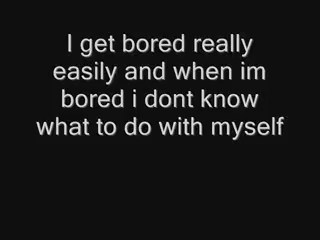 I get bored really
easily and when im
bored i dont know
what to do with myself